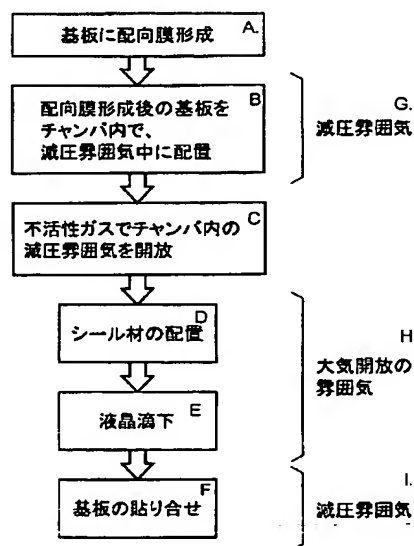 基板に配向膜形成 A.
配向膜形成後の基板を B
チャンバ内で、
減圧雰囲気中に配置
G.
減圧雰囲気
不活性ガスでチャンバ内の C
減圧雰囲気を開放
シール材の配置 D
H
大気開放の
雰囲気
液晶滴下 E
基板の貼り合せ F
I.
減圧雰囲気